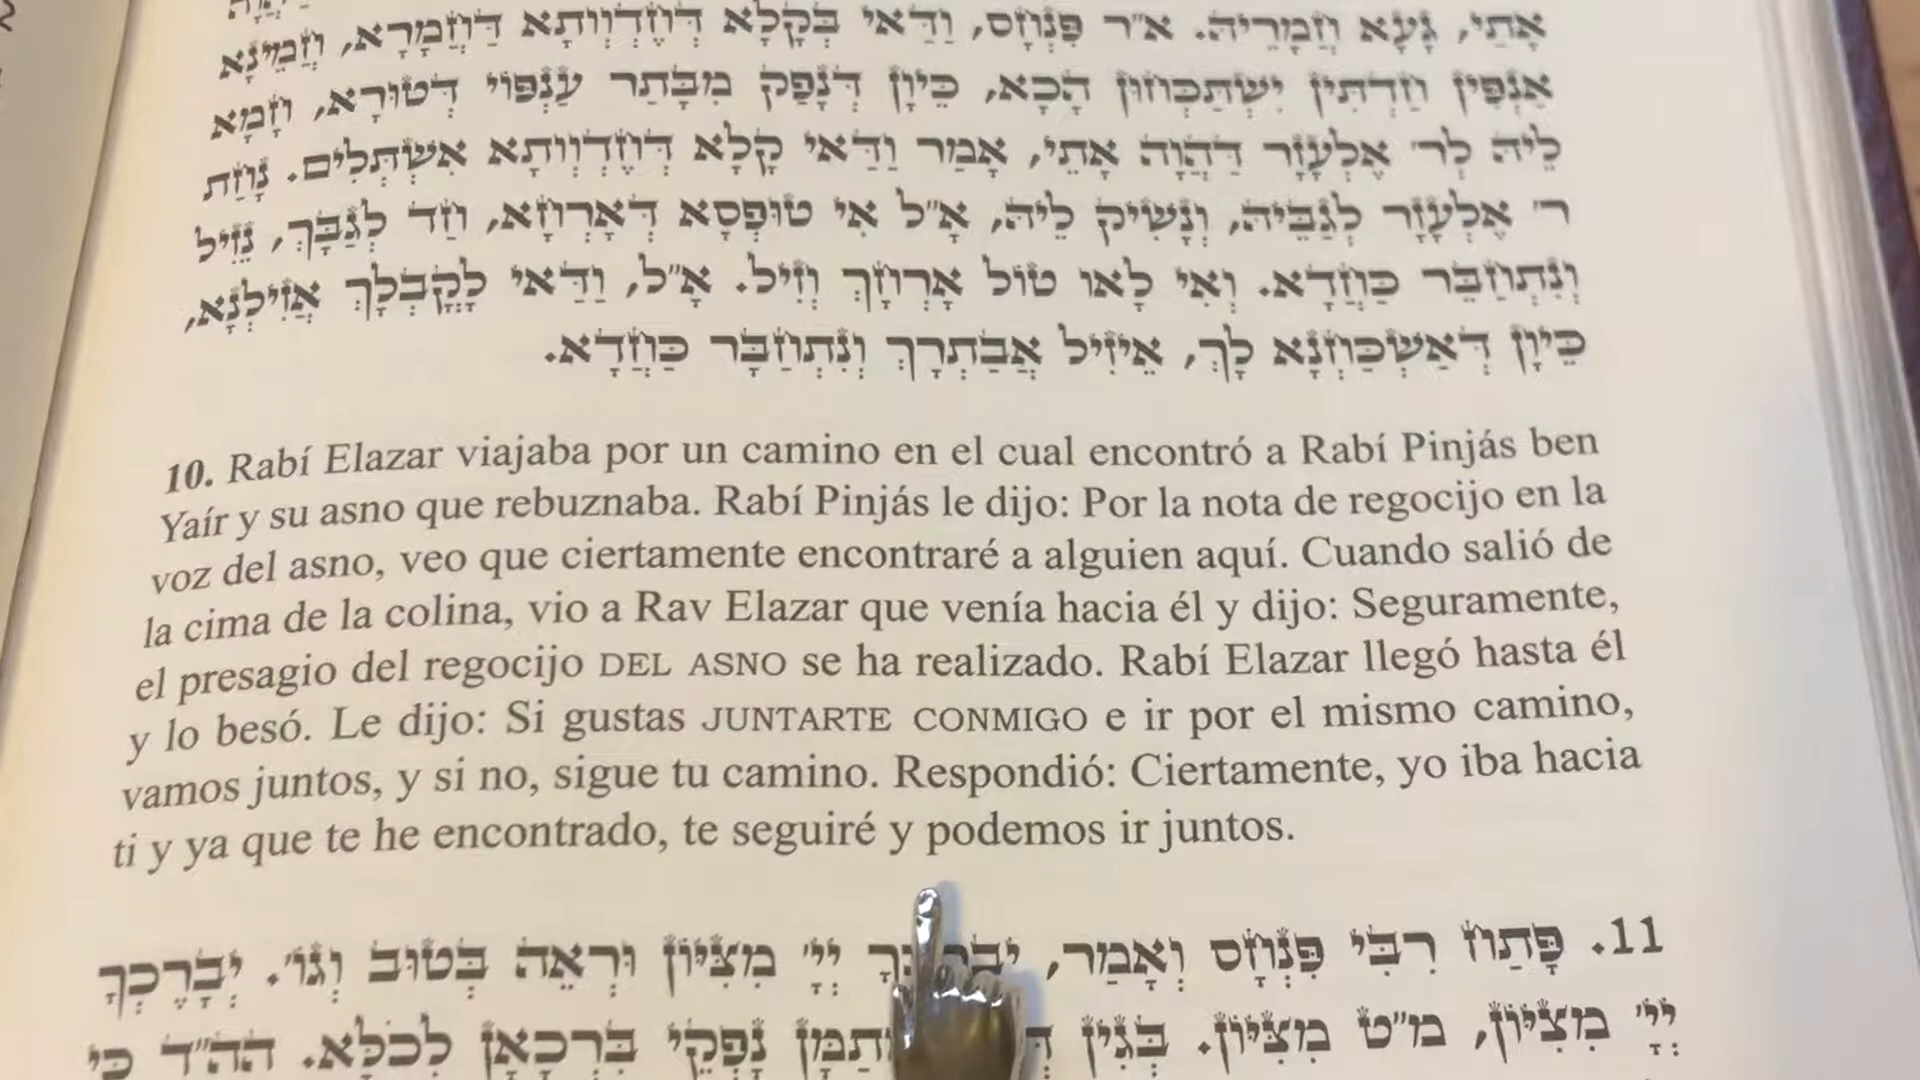 אָתֵי, גָּעָא חֲמָרֵיהּ. א״ר פִּנְחָס, וַדַּאי בְּקָלָא דְּחֶדְוָותָא דַּחֲמָרָא, חֲמֵינָא
אַנְפִּין חַדְתִּין יִשְׁתַּכְּחוּן הָכָא, כֵּיוָן דְּנָפַק מִבָּתַר עַנְפּוֹי דְּטוּרָא, חָמָא
לֵיהּ לְר׳ אֶלְעָזָר דַּהֲוָה אָתֵי, אָמַר וַדַּאי קָלָא דְּחֶדְוְותָא אִשְׁתְּלִים. נָחַת
ר׳ אֶלְעָזָר לְגַבֵּיהּ, וְנָשִׁיק לֵיהּ, אָ״ל אִי טוּפְסָא דְּאָרְחָא, חַד לְגַבָּךְ, נֵזִיל
וְנִתְחַבֵּר כַּחֲדָא. וְאִי לָאו טוֹל אָרְחָךְ וְזִיל. אָ״ל, וַדַּאי לָקֳבְלָךְ אֲזִילְנָא,
כֵּיוָן דְּאַשְׁכַּחְנָא לָךְ, אֵיזִיל אֲבַתְרָךְ וְנִתְחַבָּר כַּחֲדָא.
10. Rabí Elazar viajaba por un camino en el cual encontró a Rabí Pinjás ben
Yaír y su asno que rebuznaba. Rabí Pinjás le dijo: Por la nota de regocijo en la
voz del asno, veo que ciertamente encontraré a alguien aquí. Cuando salió de
la cima de la colina, vio a Rav Elazar que venía hacia él y dijo: Seguramente,
el presagio del regocijo DEL ASNO se ha realizado. Rabí Elazar llegó hasta él
y lo besó. Le dijo: Si gustas JUNTARTE CONMIGO e ir por el mismo camino,
vamos juntos, y si no, sigue tu camino. Respondió: Ciertamente, yo iba hacia
ti y ya que te he encontrado, te seguiré y podemos ir juntos.
11. פָּתַח רִבִּי פִּנְחָס וְאָמַר, יְיָ׳ מִצִּיּוֹן וּרְאֵה בְּטוּב וְגוֹ׳. יְבָרֶכְךָ
יְיָ׳ מִצִּיּוֹן, מ״ט מִצִּיּוֹן. בְּגִין נָפְקֵי בִּרְכָאָן לְכֹלָּא. הה״ד כִּי